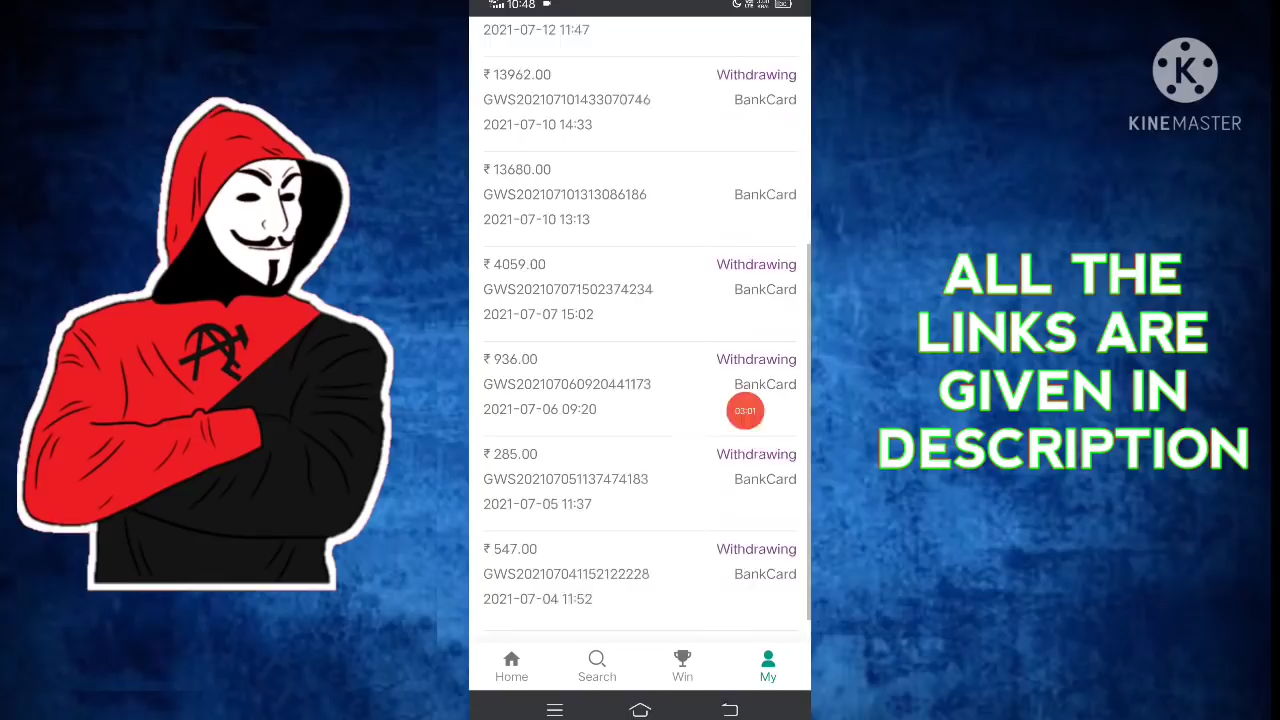 10:48
2021-07-12 11:47
₹ 13962.00 Withdrawing
GWS202107101433070746 BankCard
2021-07-10 14:33
₹ 13680.00
GWS202107101313086186 BankCard
2021-07-10 13:13
₹ 4059.00 Withdrawing
GWS202107071502374234 BankCard
2021-07-07 15:02
₹ 936.00 Withdrawing
GWS202107060920441173 BankCard
2021-07-06 09:20 03:01
₹ 285.00 Withdrawing
GWS202107051137474183 BankCard
2021-07-05 11:37
₹ 547.00 Withdrawing
GWS202107041152122228 BankCard
2021-07-04 11:52
Home Search Win My
K
KINEMASTER
ALL THE
LINKS ARE
GIVEN IN
DESCRIPTION